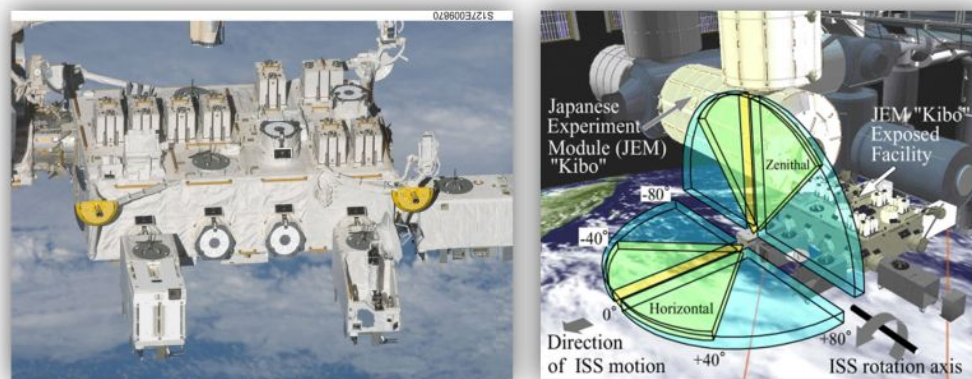 S127E009870
Japanese
Experiment
Module (JEM)
"Kibo"
JEM "Kibo"
Exposed
Facility
Zenithal
-80°
-40°
0°
Horizontal
+40°
+80°
Direction
of ISS motion
ISS rotation axis